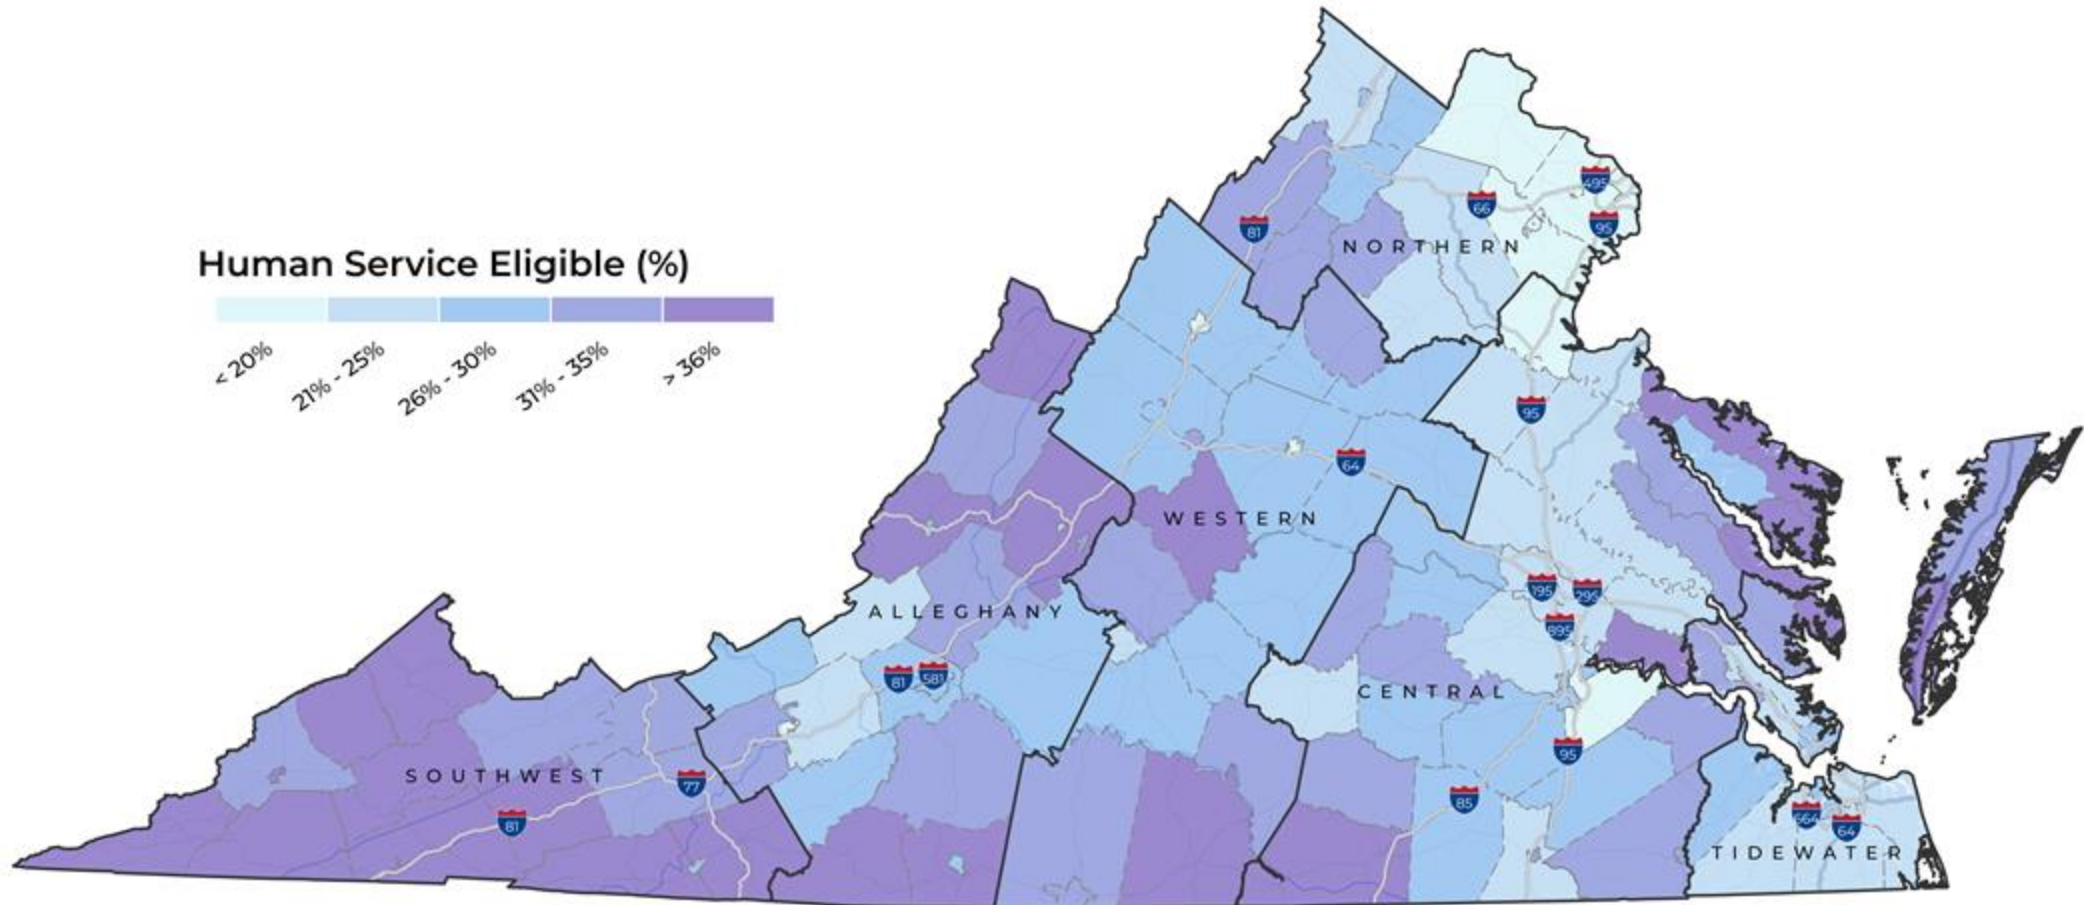 Human Service Eligible (%)
< 20%
21% - 25%
26% - 30%
31% - 35%
> 36%
495
66
95
81
NORTHERN
95
64
WESTERN
195
295
895
ALLEGHANY
81
581
CENTRAL
95
SOUTHWEST
77
85
81
664
64
TIDEWATER